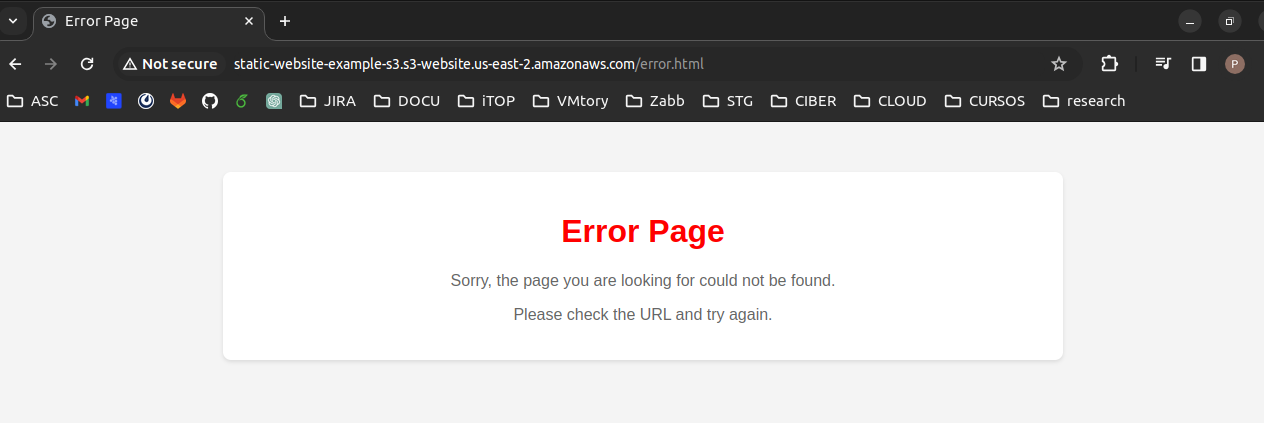 Error Page
Not secure static-website-example-s3.s3-website.us-east-2.amazonaws.com/error.html P
ASC JIRA DOCU iTOP VMtory Zabb STG CIBER CLOUD CURSOS research
Error Page
Sorry, the page you are looking for could not be found.
Please check the URL and try again.